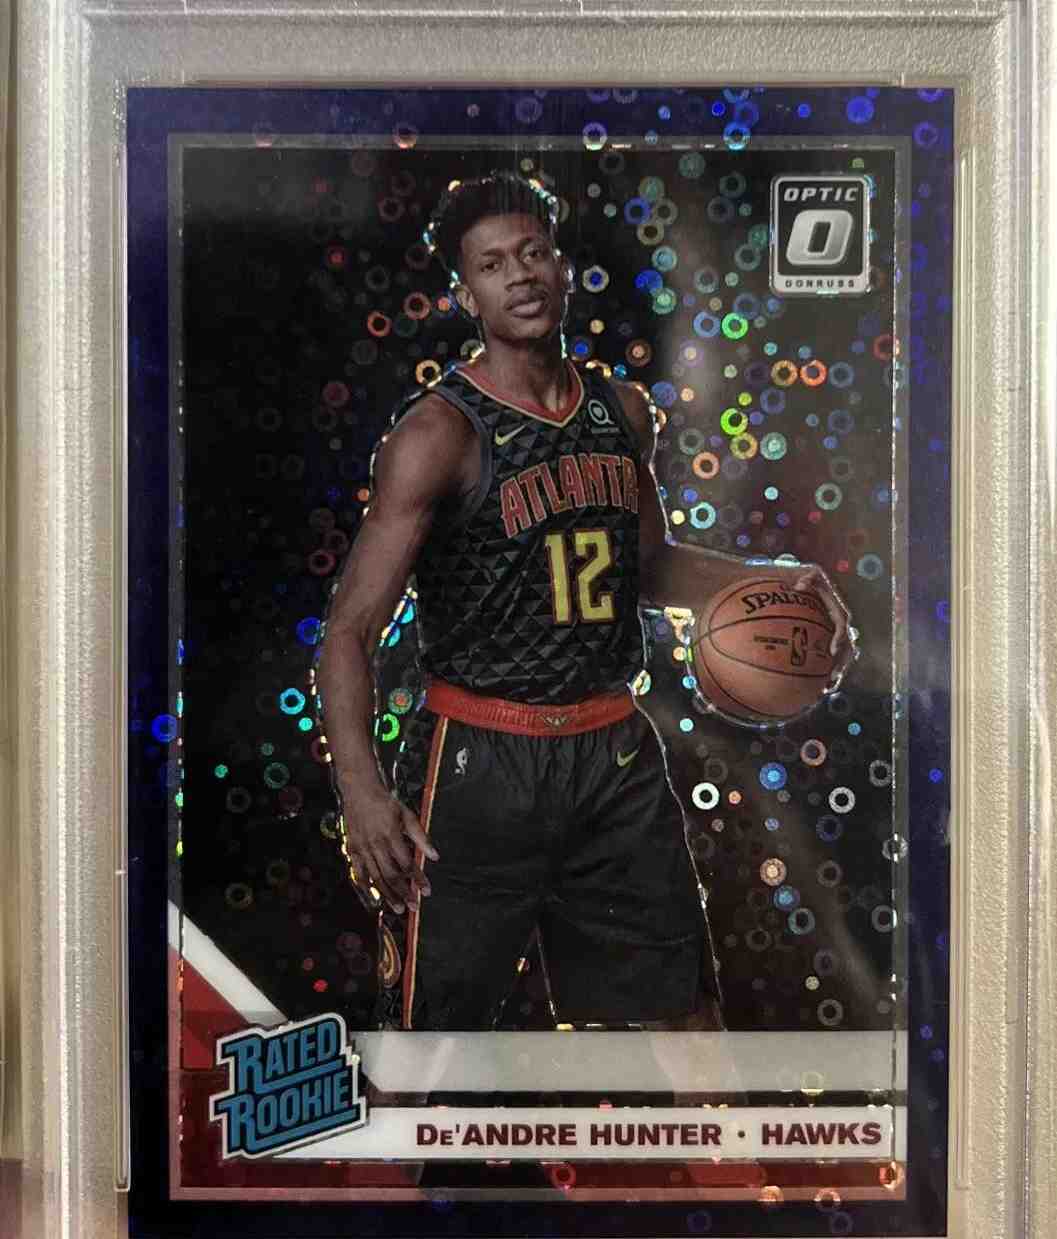 OPTIC
O
DONRUSS
ATLANTA
12
SPALDING
RATED
ROOKIE
DE'ANDRE HUNTER · HAWKS